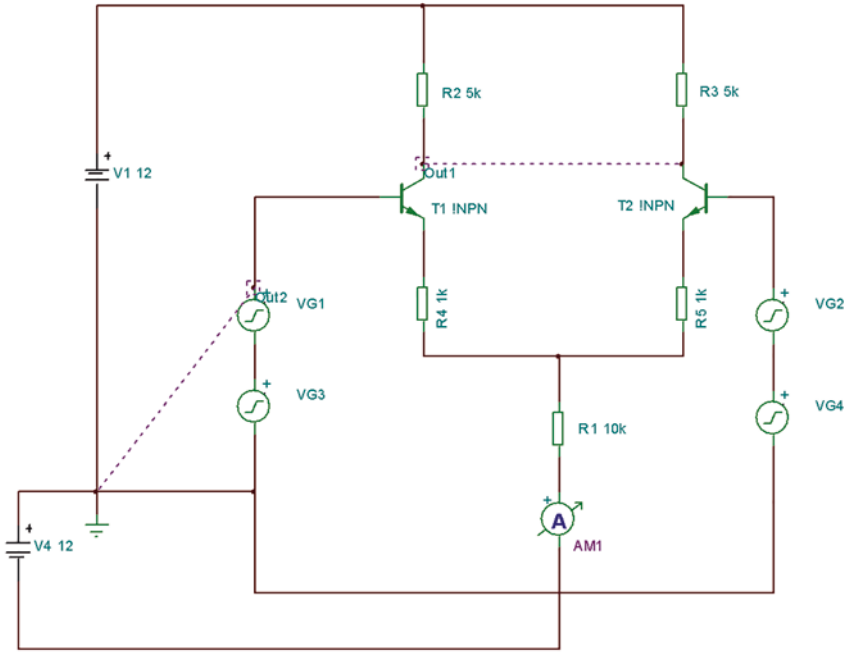 R2 5k
R3 5k
V1 12
Out1
T1 !NPN
T2 !NPN
Out2
VG1
R4 1k
R5 1k
VG2
VG3
VG4
R1 10k
A
V4 12
AM1